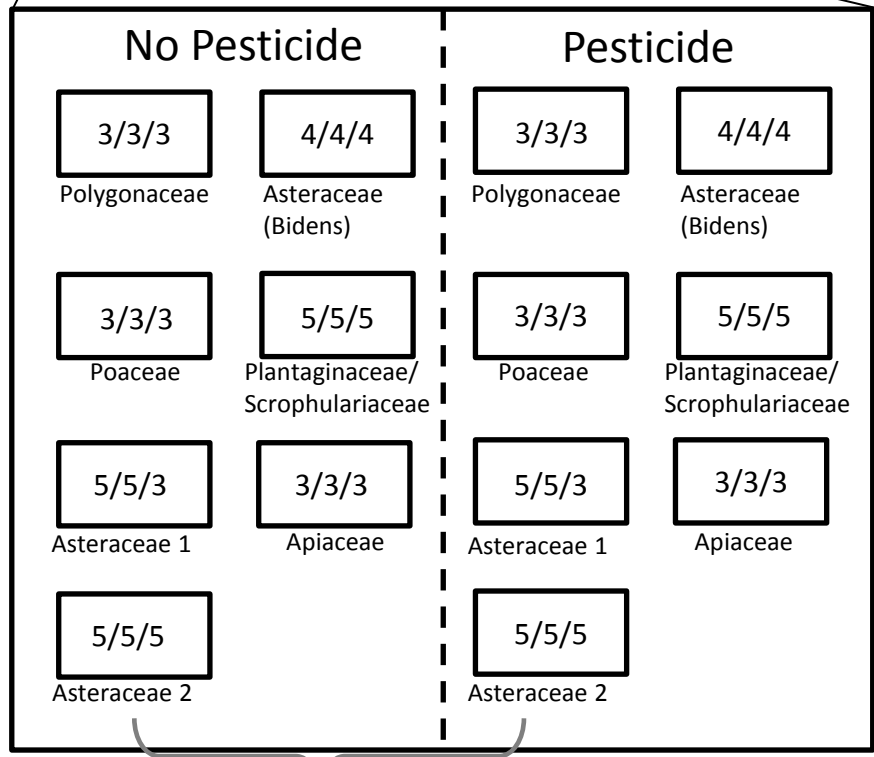 No Pesticide
Pesticide
3/3/3
4/4/4
3/3/3
4/4/4
Polygonaceae
Asteraceae
(Bidens)
Polygonaceae
Asteraceae
(Bidens)
3/3/3
5/5/5
3/3/3
5/5/5
Poaceae
Plantaginaceae/
Scrophulariaceae
Poaceae
Plantaginaceae/
Scrophulariaceae
5/5/3
3/3/3
5/5/3
3/3/3
Asteraceae 1
Apiaceae
Asteraceae 1
Apiaceae
5/5/5
5/5/5
Asteraceae 2
Asteraceae 2